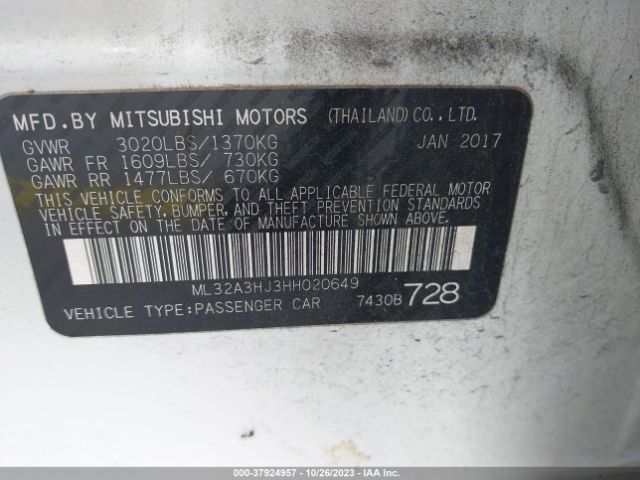 MFD.BY MITSUBISHI MOTORS (THAILAND)CO.,LTD.
GVWR 3020LBS/1370KG JAN 2017
GAWR FR 1609LBS/ 730KG
GAWR RR 1477LBS/ 670KG
THIS VEHICLE CONFORMS TO ALL APPLICABLE FEDERAL MOTOR
VEHICLE SAFETY, BUMPER, AND THEFT PREVENTION STANDARDS
IN EFFECT ON THE DATE OF MANUFACTURE SHOWN ABOVE.
ML32A3HJ3HH020649
VEHICLE TYPE:PASSENGER CAR 7430B 728
000-37924957 - 10/26/2023 - IAA Inc.